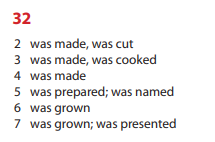 32
2 was made, was cut
3 was made, was cooked
4 was made
5 was prepared; was named
6 was grown
7 was grown; was presented